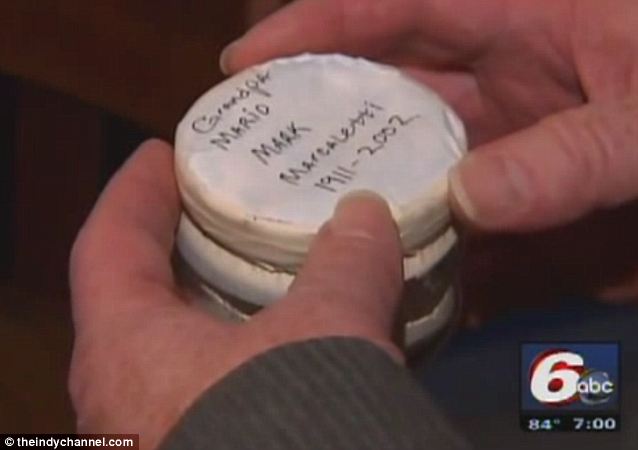 Grandpa
MARIO
MARK
Marcaletti
1911-2002
6abc
84° 7:00
© theindychannel.com